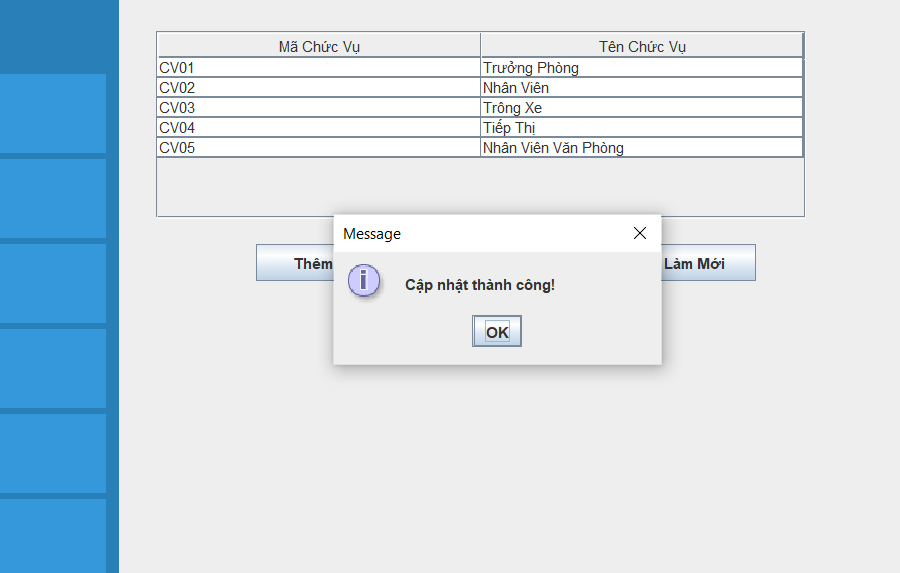 Mã Chức Vụ Tên Chức Vụ
CV01 Trưởng Phòng
CV02 Nhân Viên
CV03 Trông Xe
CV04 Tiếp Thị
CV05 Nhân Viên Văn Phòng
Message
Thêm Làm Mới
Cập nhật thành công!
OK